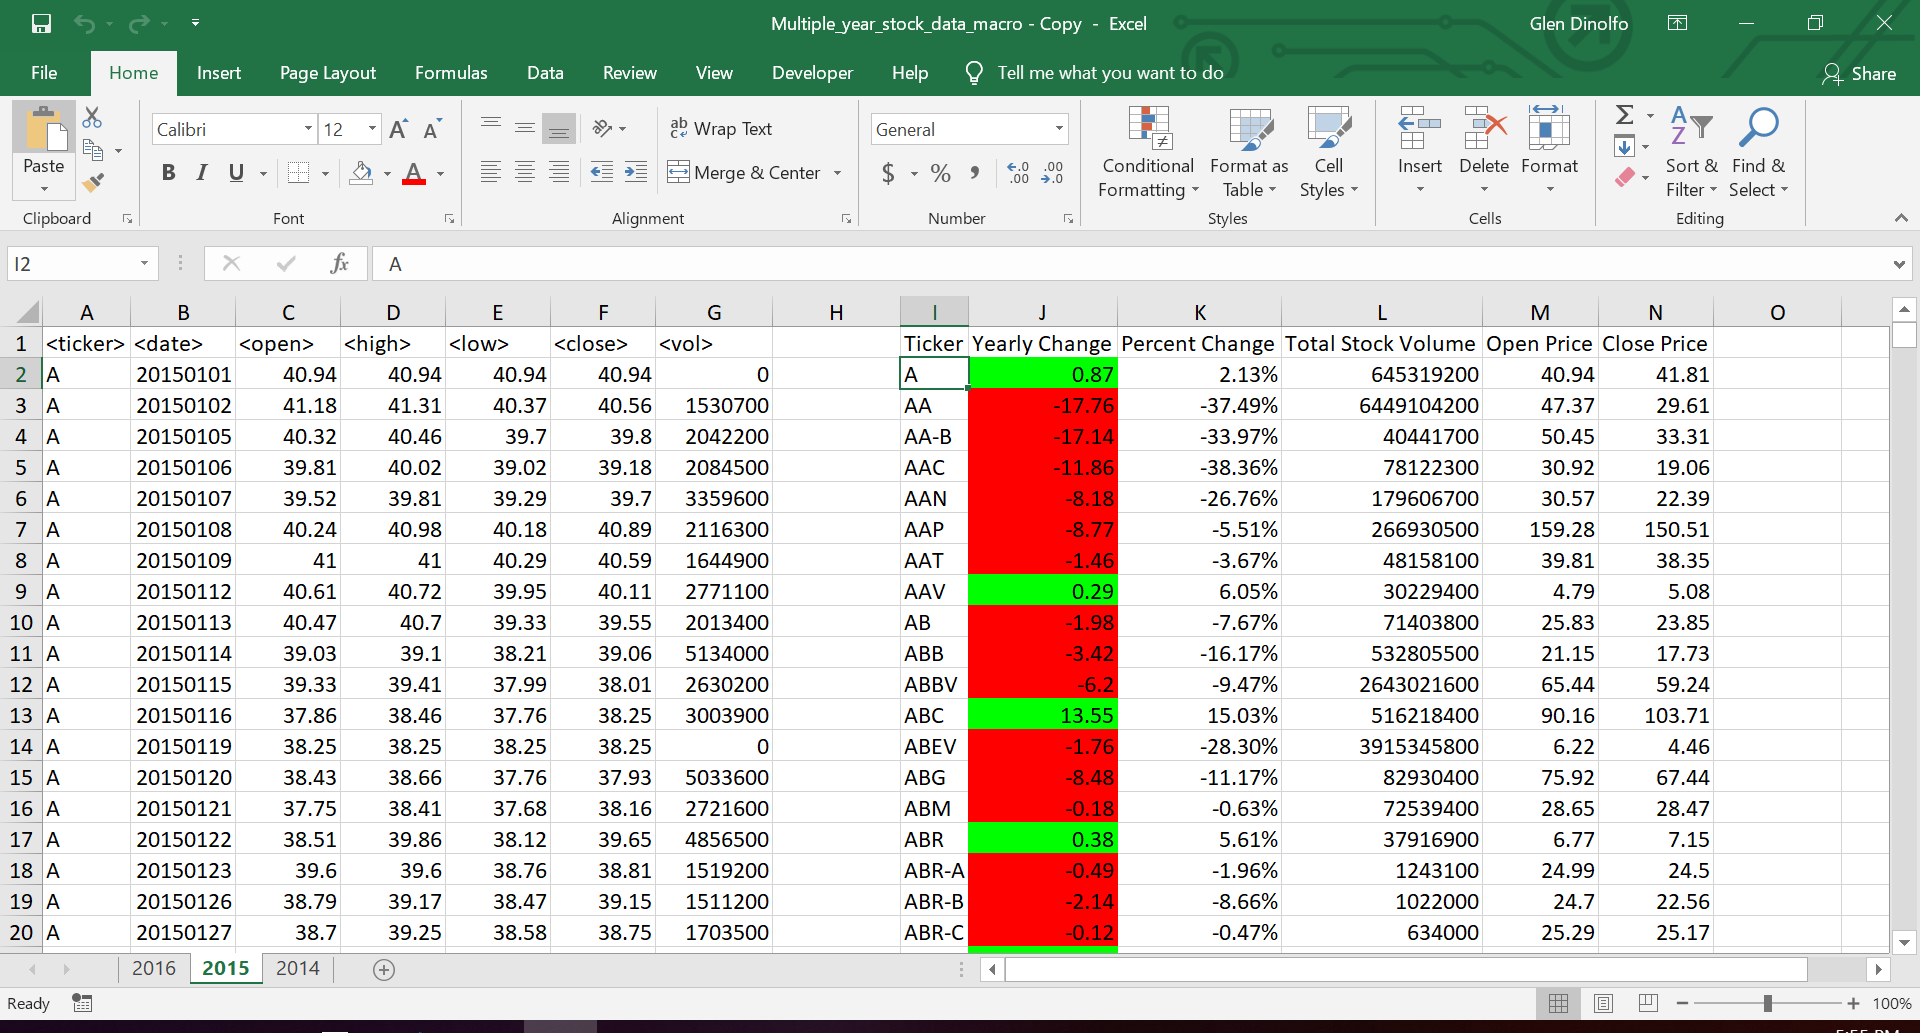 Multiple_year_stock_data_macro - Copy - Excel
Glen Dinolfo
File Home Insert Page Layout Formulas Data Review View Developer Help Tell me what you want to do Share
Paste
Clipboard
Calibri 12
B I U
Font
ab Wrap Text
Merge & Center
Alignment
General
$ % , .00
Number
Conditional Formatting
Format as Table
Cell Styles
Styles
Insert Delete Format
Cells
Sort & Filter
Find & Select
Editing
I2 fx A
A B C D E F G H I J K L M N O
1 <ticker> <date> <open> <high> <low> <close> <vol> Ticker Yearly Change Percent Change Total Stock Volume Open Price Close Price
2 A 20150101 40.94 40.94 40.94 40.94 0 A 0.87 2.13% 645319200 40.94 41.81
3 A 20150102 41.18 41.31 40.37 40.56 1530700 AA -17.76 -37.49% 6449104200 47.37 29.61
4 A 20150105 40.32 40.46 39.7 39.8 2042200 AA-B -17.14 -33.97% 40441700 50.45 33.31
5 A 20150106 39.81 40.02 39.02 39.18 2084500 AAC -11.86 -38.36% 78122300 30.92 19.06
6 A 20150107 39.52 39.81 39.29 39.7 3359600 AAN -8.18 -26.76% 179606700 30.57 22.39
7 A 20150108 40.24 40.98 40.18 40.89 2116300 AAP -8.77 -5.51% 266930500 159.28 150.51
8 A 20150109 41 41 40.29 40.59 1644900 AAT -1.46 -3.67% 48158100 39.81 38.35
9 A 20150112 40.61 40.72 39.95 40.11 2771100 AAV 0.29 6.05% 30229400 4.79 5.08
10 A 20150113 40.47 40.7 39.33 39.55 2013400 AB -1.98 -7.67% 71403800 25.83 23.85
11 A 20150114 39.03 39.1 38.21 39.06 5134000 ABB -3.42 -16.17% 532805500 21.15 17.73
12 A 20150115 39.33 39.41 37.99 38.01 2630200 ABBV -6.2 -9.47% 2643021600 65.44 59.24
13 A 20150116 37.86 38.46 37.76 38.25 3003900 ABC 13.55 15.03% 516218400 90.16 103.71
14 A 20150119 38.25 38.25 38.25 38.25 0 ABEV -1.76 -28.30% 3915345800 6.22 4.46
15 A 20150120 38.43 38.66 37.76 37.93 5033600 ABG -8.48 -11.17% 82930400 75.92 67.44
16 A 20150121 37.75 38.41 37.68 38.16 2721600 ABM -0.18 -0.63% 72539400 28.65 28.47
17 A 20150122 38.51 39.86 38.12 39.65 4856500 ABR 0.38 5.61% 37916900 6.77 7.15
18 A 20150123 39.6 39.6 38.76 38.81 1519200 ABR-A -0.49 -1.96% 1243100 24.99 24.5
19 A 20150126 38.79 39.17 38.47 39.15 1511200 ABR-B -2.14 -8.66% 1022000 24.7 22.56
20 A 20150127 38.7 39.25 38.58 38.75 1703500 ABR-C -0.12 -0.47% 634000 25.29 25.17
2016 2015 2014
Ready 100%